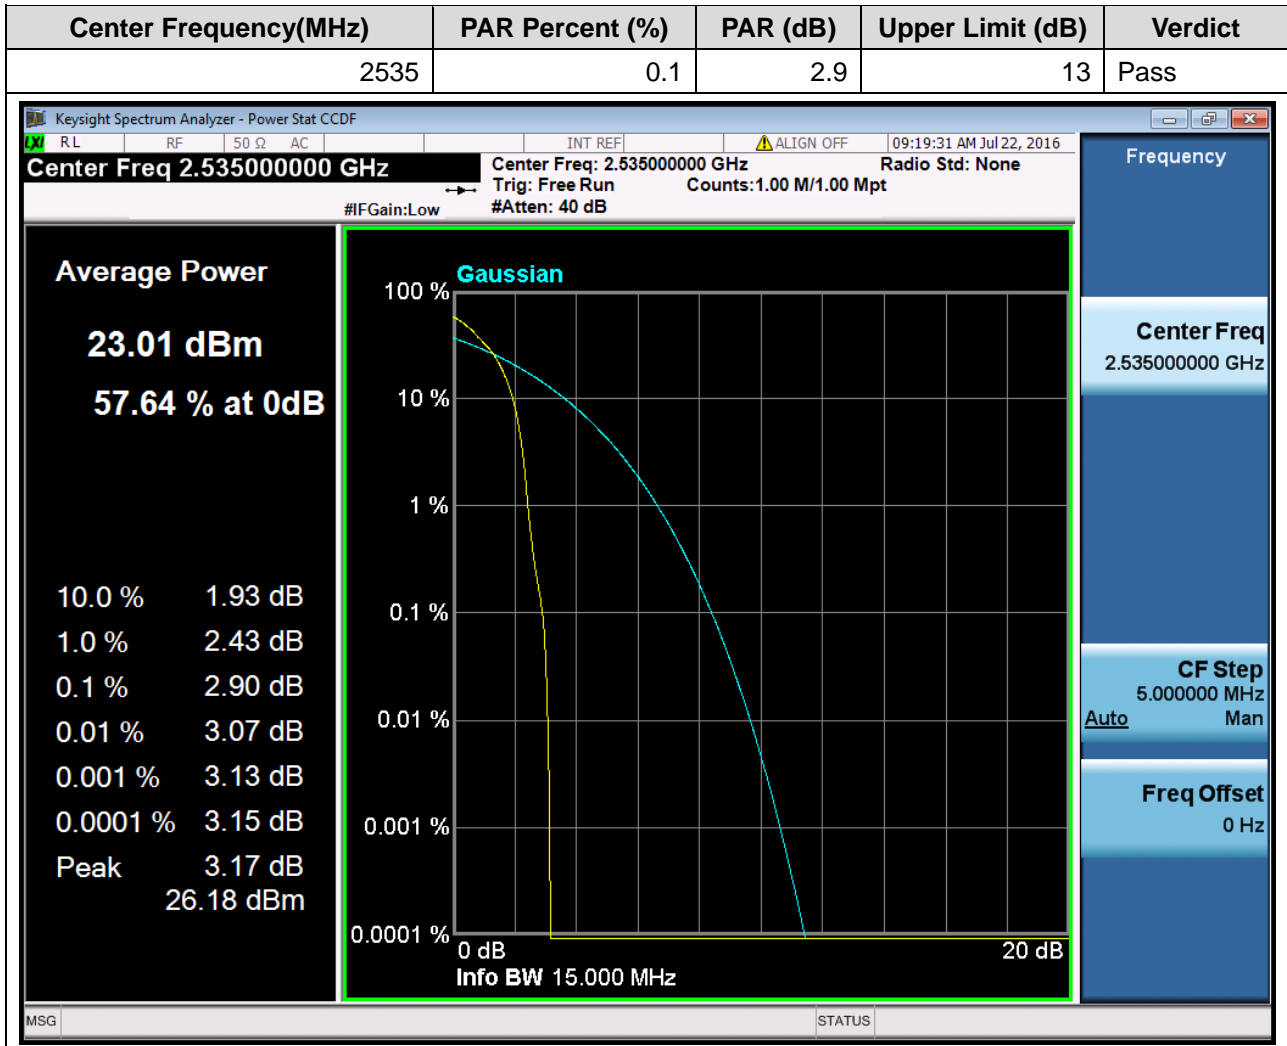 Center Frequency(MHz) PAR Percent (%) PAR (dB) Upper Limit (dB) Verdict
2535 0.1 2.9 13 Pass
Keysight Spectrum Analyzer - Power Stat CCDF
LXI RL RF 50 Ω AC INT REF ALIGN OFF 09:19:31 AM Jul 22, 2016
Center Freq 2.535000000 GHz
#IFGain:Low
Center Freq: 2.535000000 GHz Radio Std: None
Trig: Free Run Counts:1.00 M/1.00 Mpt
#Atten: 40 dB
Average Power
23.01 dBm
57.64 % at 0dB
10.0 % 1.93 dB
1.0 % 2.43 dB
0.1 % 2.90 dB
0.01 % 3.07 dB
0.001 % 3.13 dB
0.0001 % 3.15 dB
Peak 3.17 dB
26.18 dBm
Gaussian
100 %
10 %
1 %
0.1 %
0.01 %
0.001 %
0.0001 %
0 dB 20 dB
Info BW 15.000 MHz
Frequency
Center Freq
2.535000000 GHz
CF Step
5.000000 MHz
Auto Man
Freq Offset
0 Hz
MSG STATUS